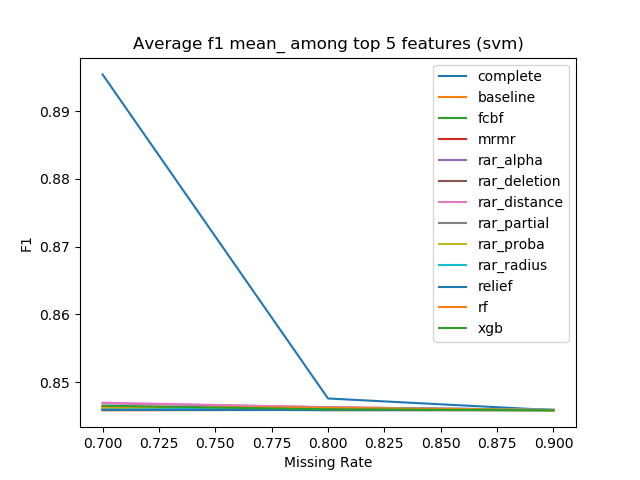 Average f1 mean_ among top 5 features (svm)
complete
baseline
fcbf
mrmr
rar_alpha
rar_deletion
rar_distance
rar_partial
rar_proba
rar_radius
relief
rf
xgb
0.89
0.88
0.87
0.86
0.85
F1
0.700 0.725 0.750 0.775 0.800 0.825 0.850 0.875 0.900
Missing Rate